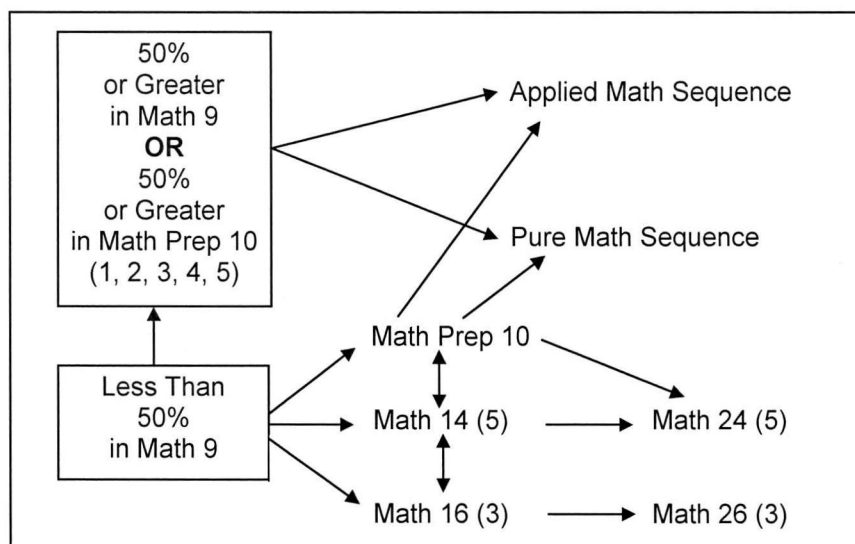 50%
or Greater
in Math 9
OR
50%
or Greater
in Math Prep 10
(1, 2, 3, 4, 5)
Applied Math Sequence
Pure Math Sequence
Math Prep 10
Less Than
50%
in Math 9
Math 14 (5)
Math 24 (5)
Math 16 (3)
Math 26 (3)